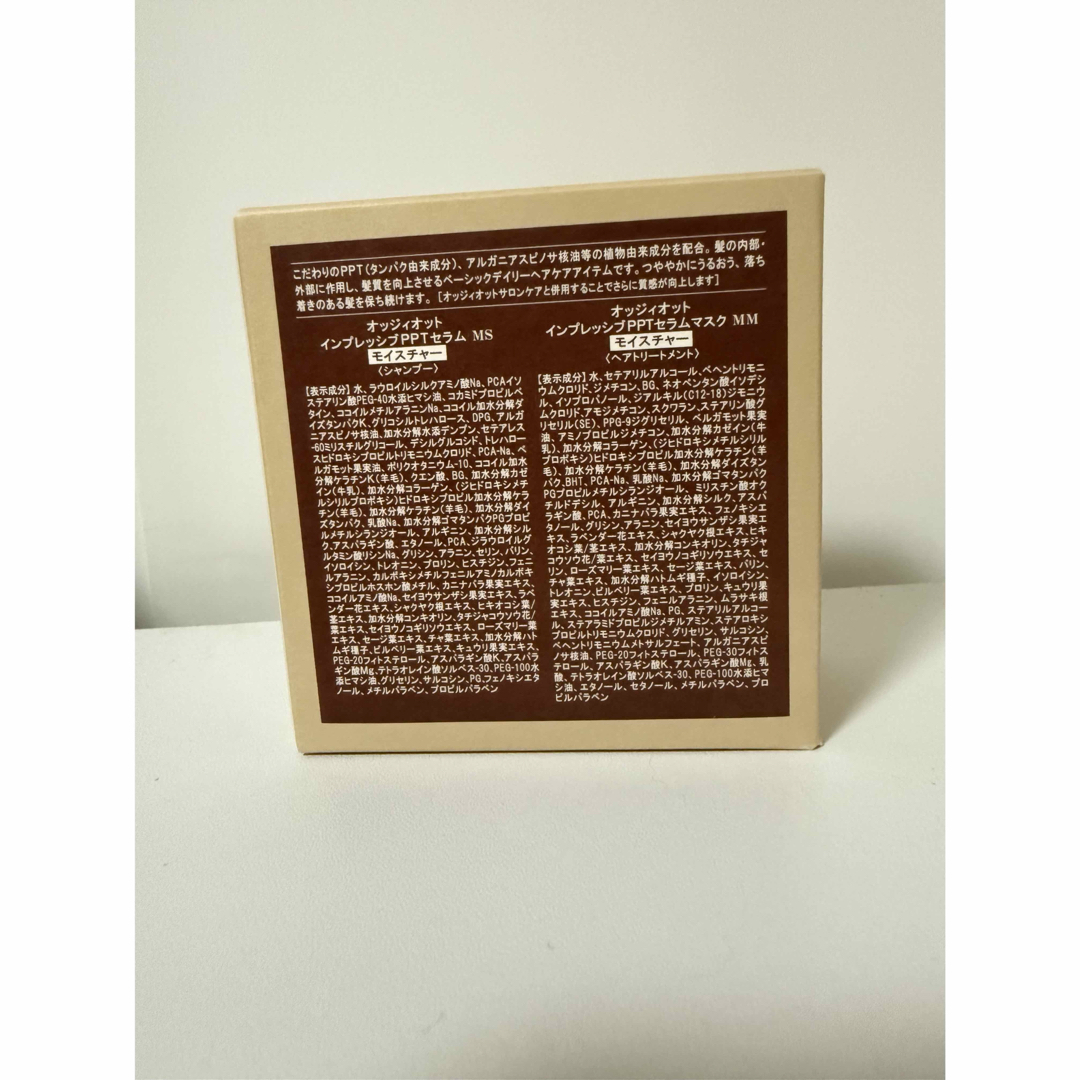 こだわりのPPT(タンパク由来成分)、アルガニアスピノサ核油等の植物由来成分を配合。髪の内部・
外部に作用し、髪質を向上させるベーシックデイリーヘアケアアイテムです。つややかにうるおう、落ち
着きのある髪を保ち続けます。[オッジィオットサロンケアと併用することでさらに質感が向上します]
オッジィオット
インプレッシブPPTセラム MS
モイスチャー
〈シャンプー〉
【表示成分】水、ラウロイルシルクアミノ酸Na、PCAイソ
ステアリン酸PEG-40水添ヒマシ油、コカミドプロピルベ
タイン、ココイルメチルアラニンNa、ココイル加水分解ダ
イズタンパクK、グリコシルトレハロース、DPG、アルガ
ニアスピノサ核油、加水分解水添デンプン、セテアレス
-60ミリスチルグリコール、デシルグルコシド、トレハロー
スヒドロキシプロピルトリモニウムクロリド、PCA-Na、ベ
ルガモット果実油、ポリクオタニウム-10、ココイル加水
分解ケラチンK(羊毛)、クエン酸、BG、加水分解カゼ
イン(牛乳)、加水分解コラーゲン、(ジヒドロキシメチ
ルシリルプロポキシ)ヒドロキシプロピル加水分解ケラ
チン(羊毛)、加水分解ケラチン(羊毛)、加水分解ダイ
ズタンパク、乳酸Na、加水分解ゴマタンパクPGプロピ
ルメチルシランジオール、アルギニン、加水分解シル
ク、アスパラギン酸、エタノール、PCA、ジラウロイルグ
ルタミン酸リシンNa、グリシン、アラニン、セリン、バリン、
イソロイシン、トレオニン、プロリン、ヒスチジン、フェニ
ルアラニン、カルボキシメチルフェニルアミノカルボキ
シプロピルホスホン酸メチル、カニナバラ果実エキス、
ココイルアミノ酸Na、セイヨウサンザシ果実エキス、ラベ
ンダー花エキス、シャクヤク根エキス、ヒキオコシ葉/
茎エキス、加水分解コンキオリン、タチジャコウソウ花/
葉エキス、セイヨウノコギリソウエキス、ローズマリー葉
エキス、セージ葉エキス、チャ葉エキス、加水分解ハト
ムギ種子、ビルベリー葉エキス、キュウリ果実エキス、
PEG-20フィトステロール、アスパラギン酸K、アスパラ
ギン酸Mg、テトラオレイン酸ソルベス-30、PEG-100水
添ヒマシ油、グリセリン、サルコシン、PG、フェノキシエタ
ノール、メチルパラベン、プロピルパラベン
オッジィオット
インプレッシブPPTセラムマスク MM
モイスチャー
〈ヘアトリートメント〉
【表示成分】水、セテアリルアルコール、ベヘントリモニ
ウムクロリド、ジメチコン、BG、ネオペンタン酸イソデシ
ル、イソプロパノール、ジアルキル(C12-18)ジモニウ
ムクロリド、アモジメチコン、スクワラン、ステアリン酸グ
リセリル(SE)、PPG-9ジグリセリル、ベルガモット果実
油、アミノプロピルジメチコン、加水分解カゼイン(牛
乳)、加水分解コラーゲン、(ジヒドロキシメチルシリル
プロポキシ)ヒドロキシプロピル加水分解ケラチン(羊
毛)、加水分解ケラチン(羊毛)、加水分解ダイズタンパ
ク、BHT、PCA-Na、乳酸Na、加水分解ゴマタンパク
PGプロピルメチルシランジオール、ミリスチン酸オク
チルドデシル、アルギニン、加水分解シルク、アスパ
ラギン酸、PCA、カニナバラ果実エキス、フェノキシエ
タノール、グリシン、アラニン、セイヨウサンザシ果実エ
キス、ラベンダー花エキス、シャクヤク根エキス、ヒキ
オコシ葉/茎エキス、加水分解コンキオリン、タチジャ
コウソウ花/葉エキス、セイヨウノコギリソウエキス、セ
リン、ローズマリー葉エキス、セージ葉エキス、バリン、
チャ葉エキス、加水分解ハトムギ種子、イソロイシン、
トレオニン、ビルベリー葉エキス、プロリン、キュウリ果
実エキス、ヒスチジン、フェニルアラニン、ムラサキ根
エキス、ココイルアミノ酸Na、PG、ステアリルアルコー
ル、ステアラミドプロピルジメチルアミン、ステアロキシ
プロピルトリモニウムクロリド、グリセリン、サルコシン、
ベヘントリモニウムメトサルフェート、アルガニアスピ
ノサ核油、PEG-20フィトステロール、PEG-30フィトス
テロール、アスパラギン酸K、アスパラギン酸Mg、乳
酸、テトラオレイン酸ソルベス-30、PEG-100水添ヒマ
シ油、エタノール、セタノール、メチルパラベン、プロ
ピルパラベン